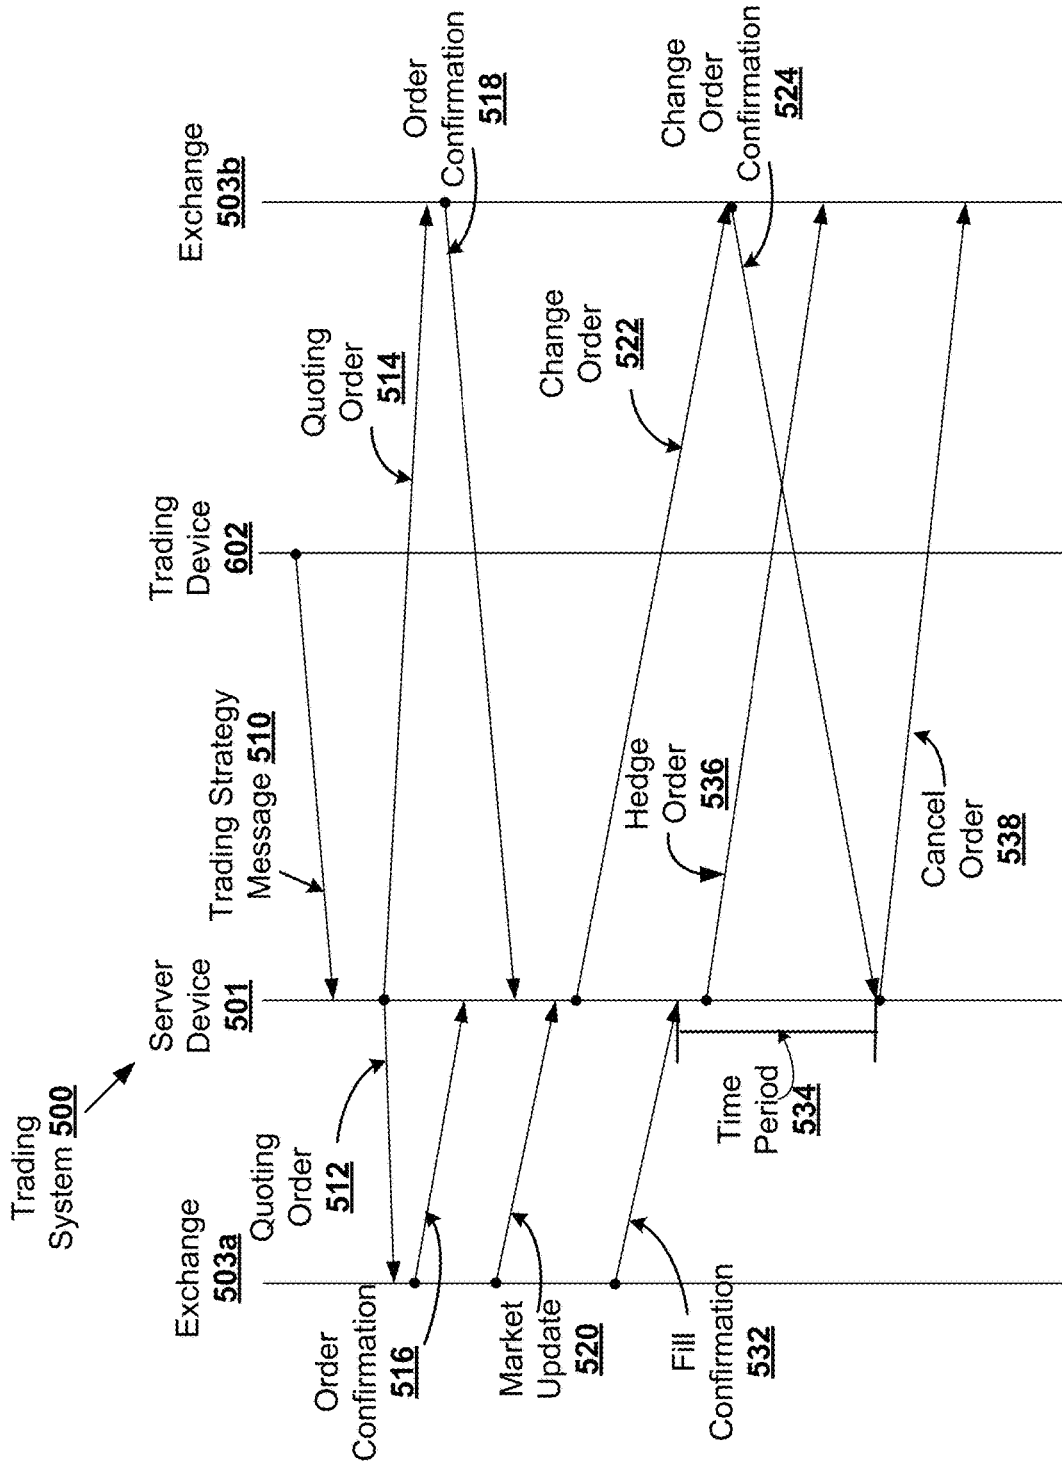 Trading
System 500
Exchange
503a
Server
Device
501
Trading
Device
602
Exchange
503b
Trading Strategy
Message 510
Quoting
Order
512
Quoting
Order
514
Order
Confirmation
516
Order
Confirmation
518
Market
Update
520
Change
Order
522
Change
Order
Confirmation
524
Fill
Confirmation
532
Time
Period
534
Hedge
Order
536
Cancel
Order
538